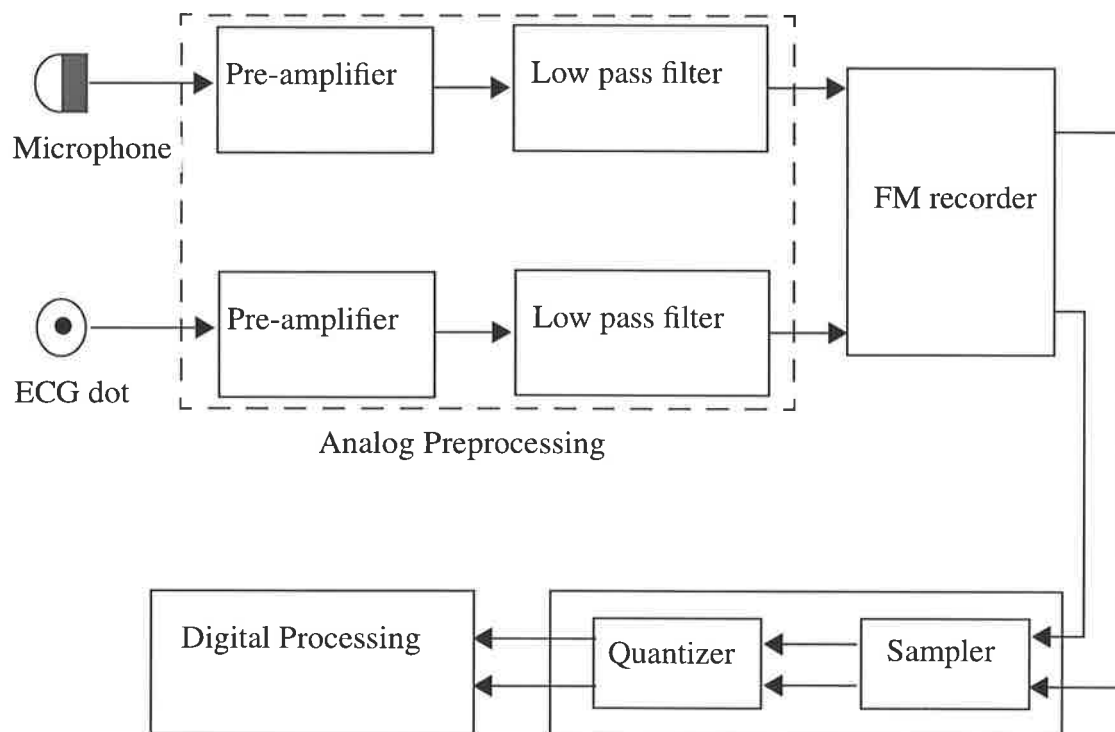 Pre-amplifier
Low pass filter
Microphone
FM recorder
Pre-amplifier
Low pass filter
ECG dot
Analog Preprocessing
Digital Processing
Quantizer
Sampler